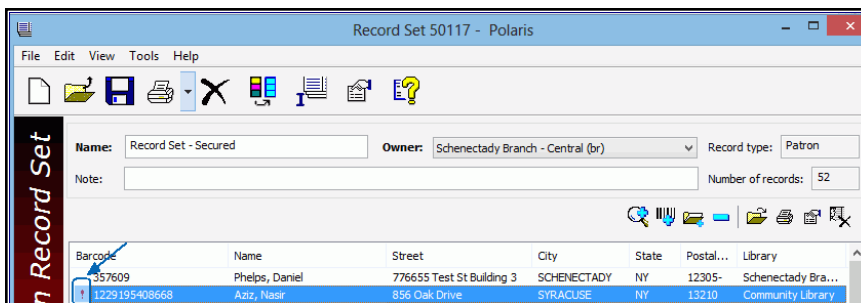 Record Set 50117 - Polaris
File Edit View Tools Help
Name: Record Set - Secured Owner: Schenectady Branch - Central (br) Record type: Patron
Note: Number of records: 52
Barcode Name Street City State Postal... Library
357609 Phelps, Daniel 776655 Test St Building 3 SCHENECTADY NY 12305- Schenectady Bra...
! 1229195408668 Aziz, Nasir 856 Oak Drive SYRACUSE NY 13210 Community Library
Record Set